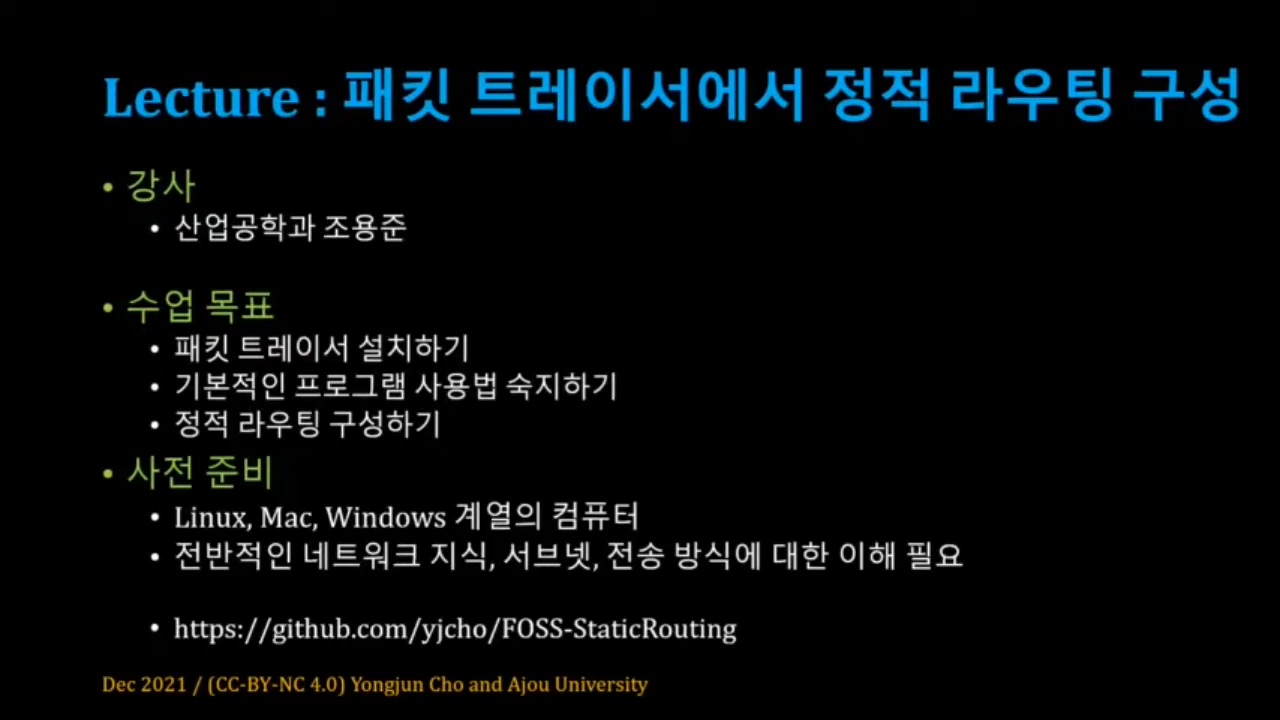 Lecture : 패킷 트레이서에서 정적 라우팅 구성
• 강사
• 산업공학과 조용준
• 수업 목표
• 패킷 트레이서 설치하기
• 기본적인 프로그램 사용법 숙지하기
• 정적 라우팅 구성하기
• 사전 준비
• Linux, Mac, Windows 계열의 컴퓨터
• 전반적인 네트워크 지식, 서브넷, 전송 방식에 대한 이해 필요
• https://github.com/yjcho/FOSS-StaticRouting
Dec 2021 / (CC-BY-NC 4.0) Yongjun Cho and Ajou University